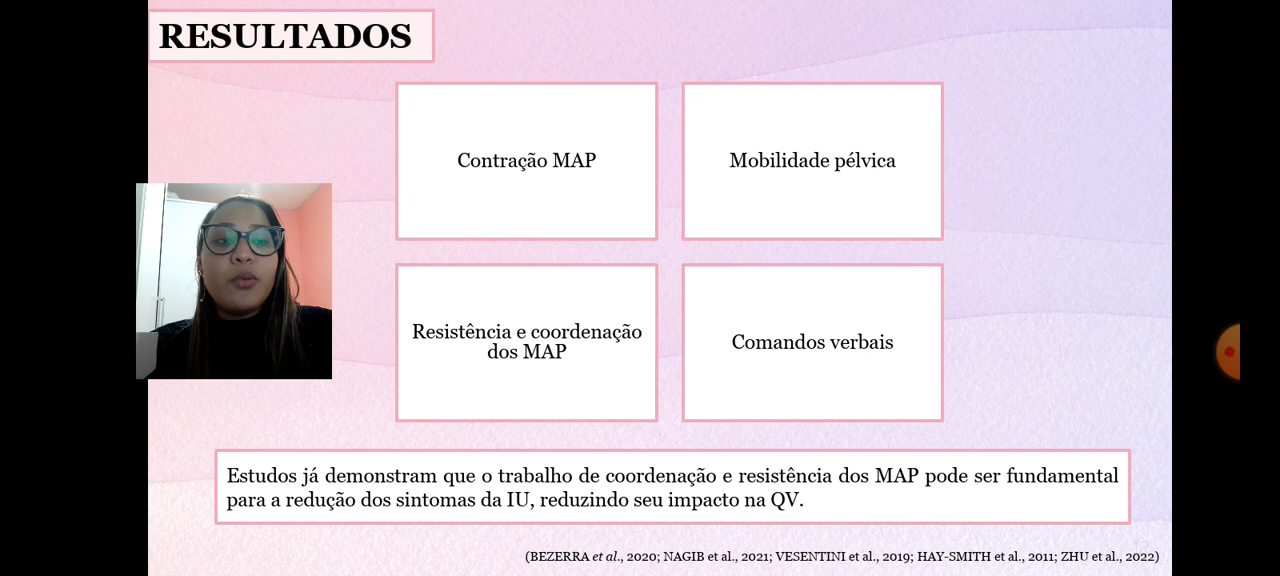 RESULTADOS
Contração MAP
Mobilidade pélvica
Resistência e coordenação
dos MAP
Comandos verbais
Estudos já demonstram que o trabalho de coordenação e resistência dos MAP pode ser fundamental
para a redução dos sintomas da IU, reduzindo seu impacto na QV.
(BEZERRA et al., 2020; NAGIB et al., 2021; VESENTINI et al., 2019; HAY-SMITH et al., 2011; ZHU et al., 2022)